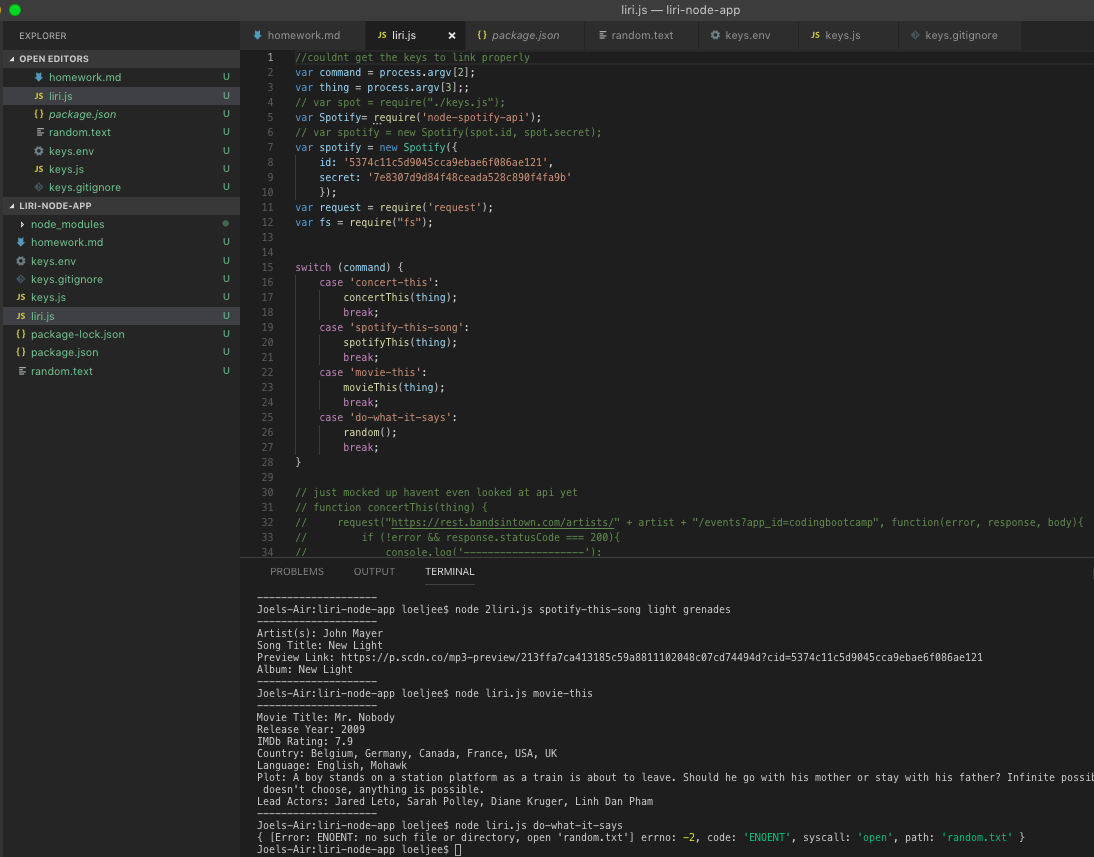 liri.js — liri-node-app
EXPLORER
OPEN EDITORS
homework.md U
liri.js U
package.json U
random.text U
keys.env U
keys.js U
keys.gitignore U
LIRI-NODE-APP
node_modules
homework.md U
keys.env U
keys.gitignore U
keys.js U
liri.js U
package-lock.json U
package.json U
random.text U
homework.md liri.js package.json random.text keys.env keys.js keys.gitignore
1 //couldnt get the keys to link properly
2 var command = process.argv[2];
3 var thing = process.argv[3];;
4 // var spot = require("./keys.js");
5 var Spotify= require('node-spotify-api');
6 // var spotify = new Spotify(spot.id, spot.secret);
7 var spotify = new Spotify({
8 id: '5374c11c5d9045cca9ebae6f086ae121',
9 secret: '7e8307d9d84f48ceada528c890f4fa9b'
10 });
11 var request = require('request');
12 var fs = require("fs");
13
14
15 switch (command) {
16 case 'concert-this':
17 concertThis(thing);
18 break;
19 case 'spotify-this-song':
20 spotifyThis(thing);
21 break;
22 case 'movie-this':
23 movieThis(thing);
24 break;
25 case 'do-what-it-says':
26 random();
27 break;
28 }
29
30 // just mocked up havent even looked at api yet
31 // function concertThis(thing) {
32 // request("https://rest.bandsintown.com/artists/" + artist + "/events?app_id=codingbootcamp", function(error, response, body){
33 // if (!error && response.statusCode === 200){
34 // console.log('--------------------');
PROBLEMS OUTPUT TERMINAL
--------------------
Joels-Air:liri-node-app loeljee$ node 2liri.js spotify-this-song light grenades
--------------------
Artist(s): John Mayer
Song Title: New Light
Preview Link: https://p.scdn.co/mp3-preview/213ffa7ca413185c59a8811102048c07cd74494d?cid=5374c11c5d9045cca9ebae6f086ae121
Album: New Light
--------------------
Joels-Air:liri-node-app loeljee$ node liri.js movie-this
--------------------
Movie Title: Mr. Nobody
Release Year: 2009
IMDb Rating: 7.9
Country: Belgium, Germany, Canada, France, USA, UK
Language: English, Mohawk
Plot: A boy stands on a station platform as a train is about to leave. Should he go with his mother or stay with his father? Infinite possib
doesn't choose, anything is possible.
Lead Actors: Jared Leto, Sarah Polley, Diane Kruger, Linh Dan Pham
--------------------
Joels-Air:liri-node-app loeljee$ node liri.js do-what-it-says
{ [Error: ENOENT: no such file or directory, open 'random.txt'] errno: -2, code: 'ENOENT', syscall: 'open', path: 'random.txt' }
Joels-Air:liri-node-app loeljee$